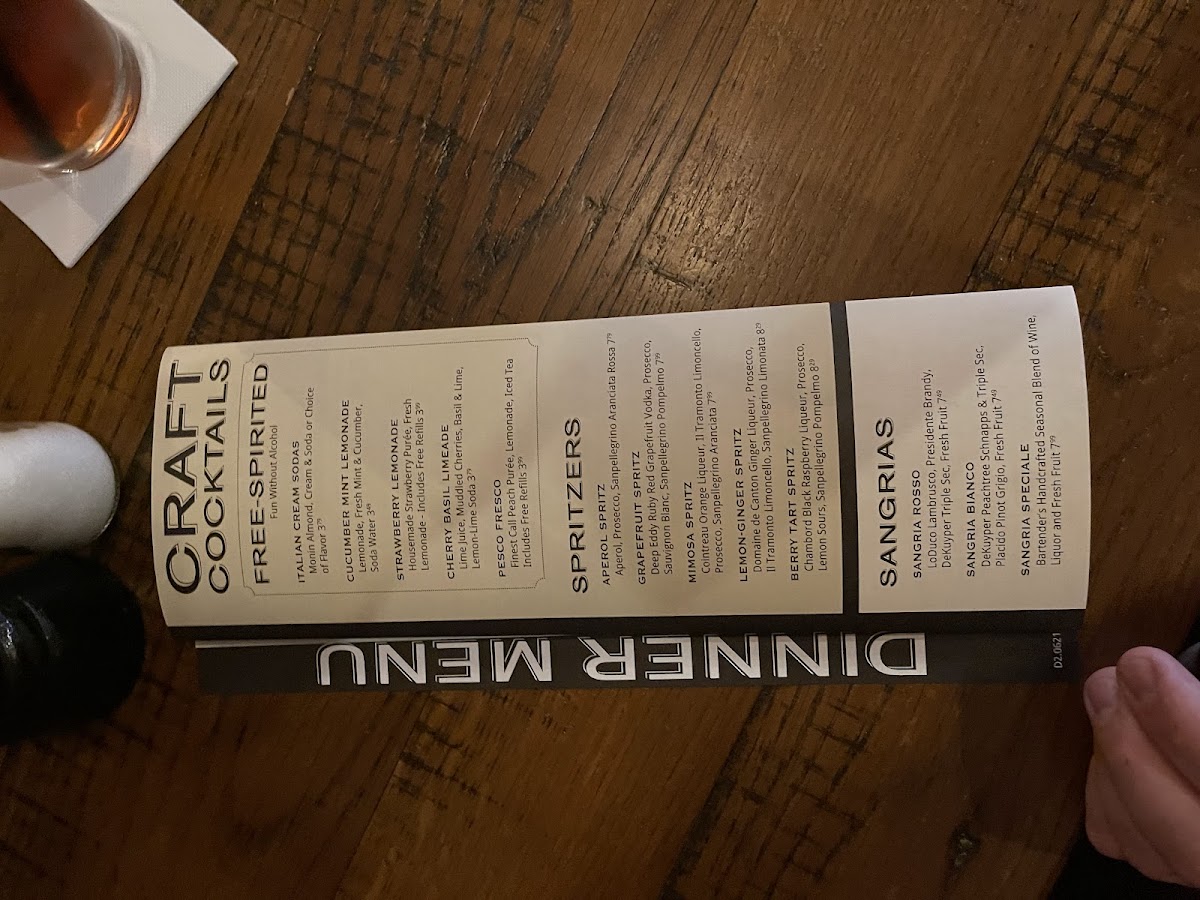 CRAFT
COCKTAILS
FREE-SPIRITED
Fun Without Alcohol
ITALIAN CREAM SODAS
Monin Almond, Cream & Soda or Choice
of Flavor 3⁷⁹
CUCUMBER MINT LEMONADE
Lemonade, Fresh Mint & Cucumber,
Soda Water 3⁴⁹
STRAWBERRY LEMONADE
Housemade Strawberry Purée, Fresh
Lemonade - Includes Free Refills 3⁹⁹
CHERRY BASIL LIMEADE
Lime Juice, Muddled Cherries, Basil & Lime,
Lemon-Lime Soda 3⁷⁹
PESCO FRESCO
Finest Call Peach Purée, Lemonade, Iced Tea
Includes Free Refills 3⁹⁹
SPRITZERS
APEROL SPRITZ
Aperol, Prosecco, Sanpellegrino Aranciata Rossa 7⁷⁹
GRAPEFRUIT SPRITZ
Deep Eddy Ruby Red Grapefruit Vodka, Prosecco,
Sauvignon Blanc, Sanpellegrino Pompelmo 7⁹⁹
MIMOSA SPRITZ
Cointreau Orange Liqueur, Il Tramonto Limoncello,
Prosecco, Sanpellegrino Aranciata 7⁹⁹
LEMON-GINGER SPRITZ
Domaine de Canton Ginger Liqueur, Prosecco,
Il Tramonto Limoncello, Sanpellegrino Limonata 8²⁹
BERRY TART SPRITZ
Chambord Black Raspberry Liqueur, Prosecco,
Lemon Sours, Sanpellegrino Pompelmo 8²⁹
SANGRIAS
SANGRIA ROSSO
LoDuca Lambrusco, Presidente Brandy,
DeKuyper Triple Sec, Fresh Fruit 7⁴⁹
SANGRIA BIANCO
DeKuyper Peachtree Schnapps & Triple Sec,
Placido Pinot Grigio, Fresh Fruit 7⁴⁹
SANGRIA SPECIALE
Bartender's Handcrafted Seasonal Blend of Wine,
Liquor and Fresh Fruit 7⁹⁹
DINNER MENU
D2.0621